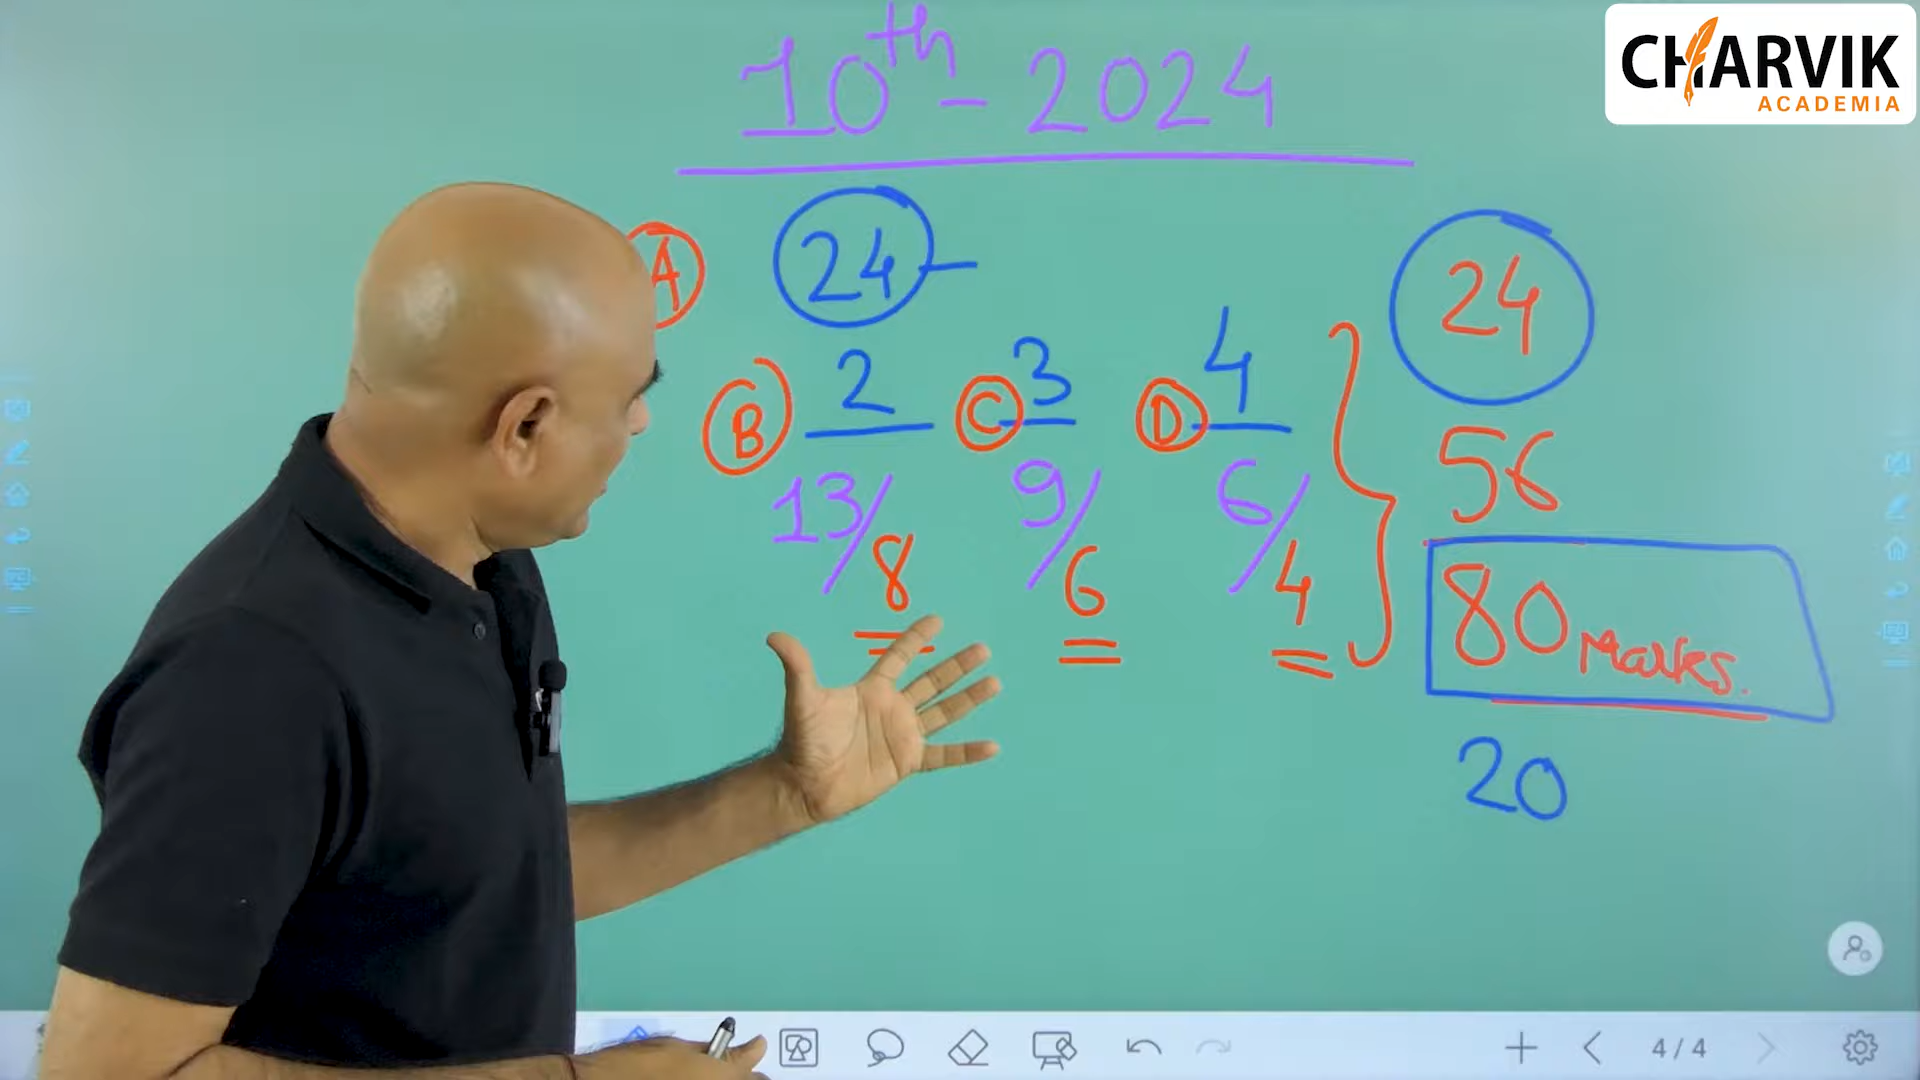 CHARVIK
ACADEMIA
10th - 2024
A 24 -
B 2 C 3 D 4
13/8 9/6 6/4
24
56
80 Marks.
20
4/4